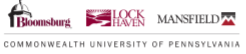 Bloomsburg LOCK HAVEN MANSFIELD
COMMONWEALTH UNIVERSITY OF PENNSYLVANIA